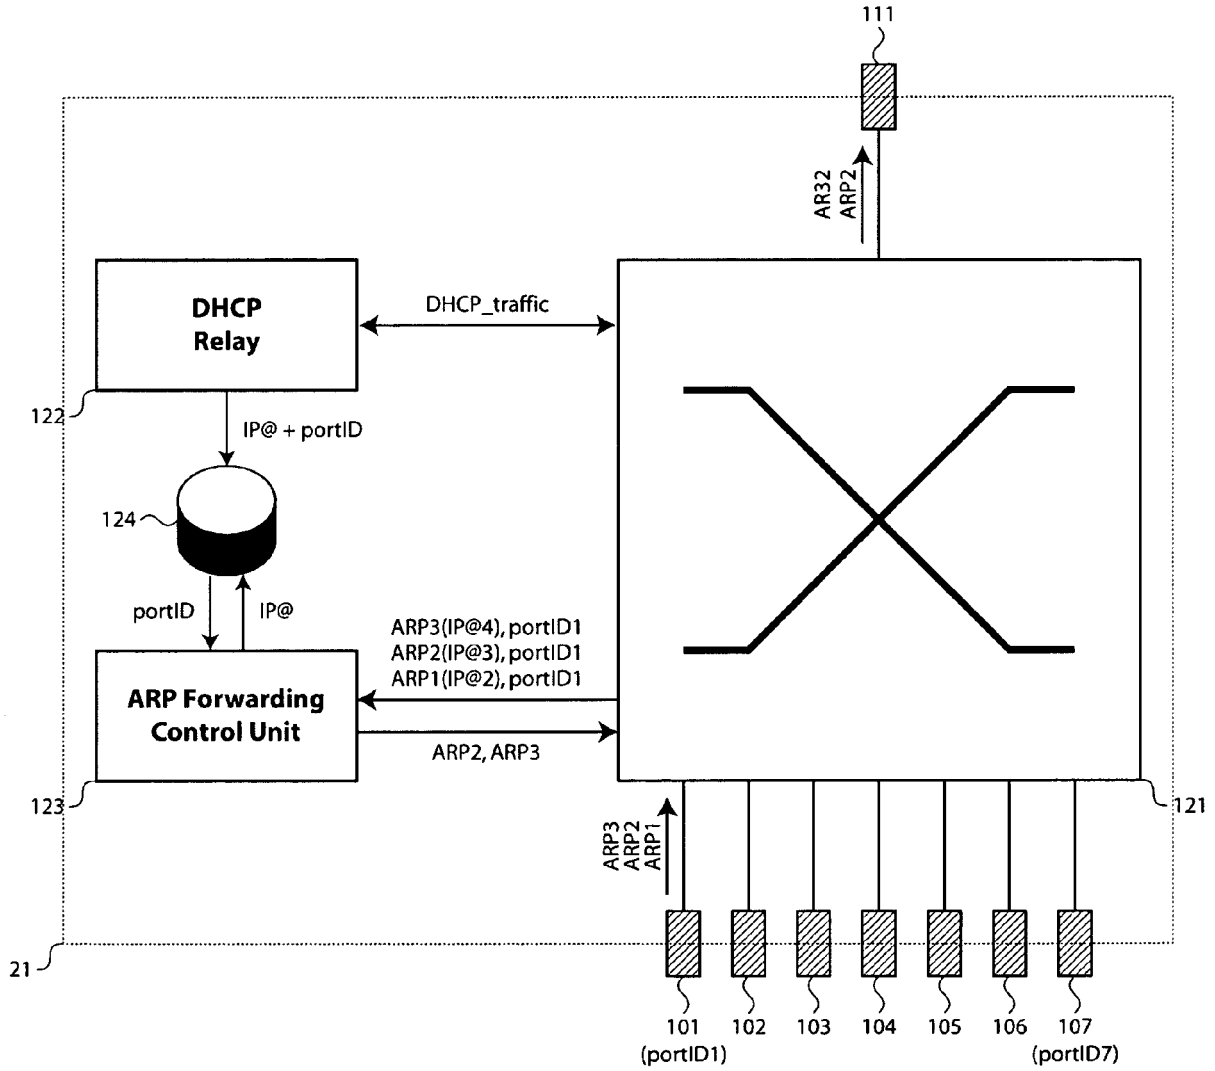 111
AR32
ARP2
DHCP
Relay
DHCP_traffic
122
IP@ + portID
124
portID
IP@
ARP3(IP@4), portID1
ARP2(IP@3), portID1
ARP1(IP@2), portID1
ARP Forwarding
Control Unit
ARP2, ARP3
123
121
ARP3
ARP2
ARP1
21
101
102
103
104
105
106
107
(portID1)
(portID7)